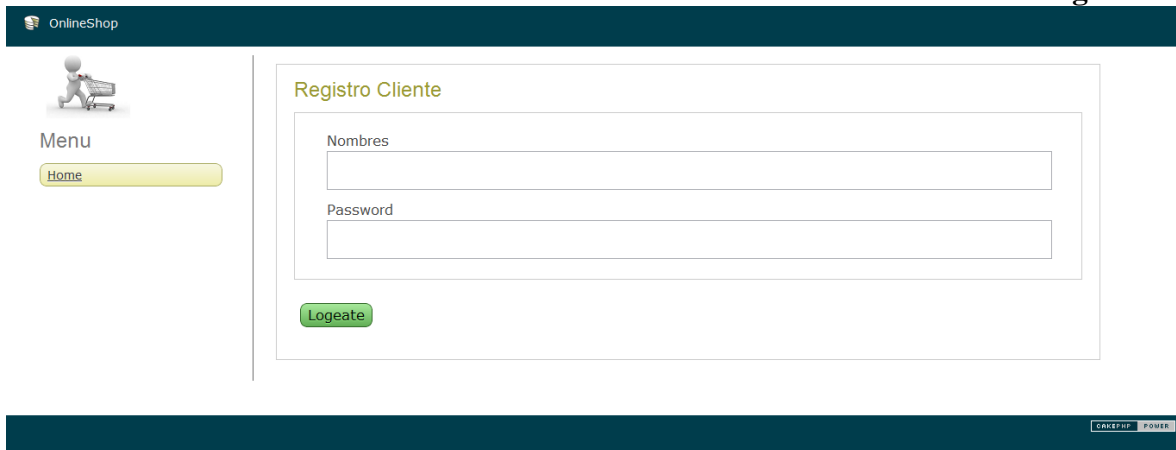 OnlineShop
Menu
Home
Registro Cliente
Nombres
Password
Logeate
CAKEPHP POWER